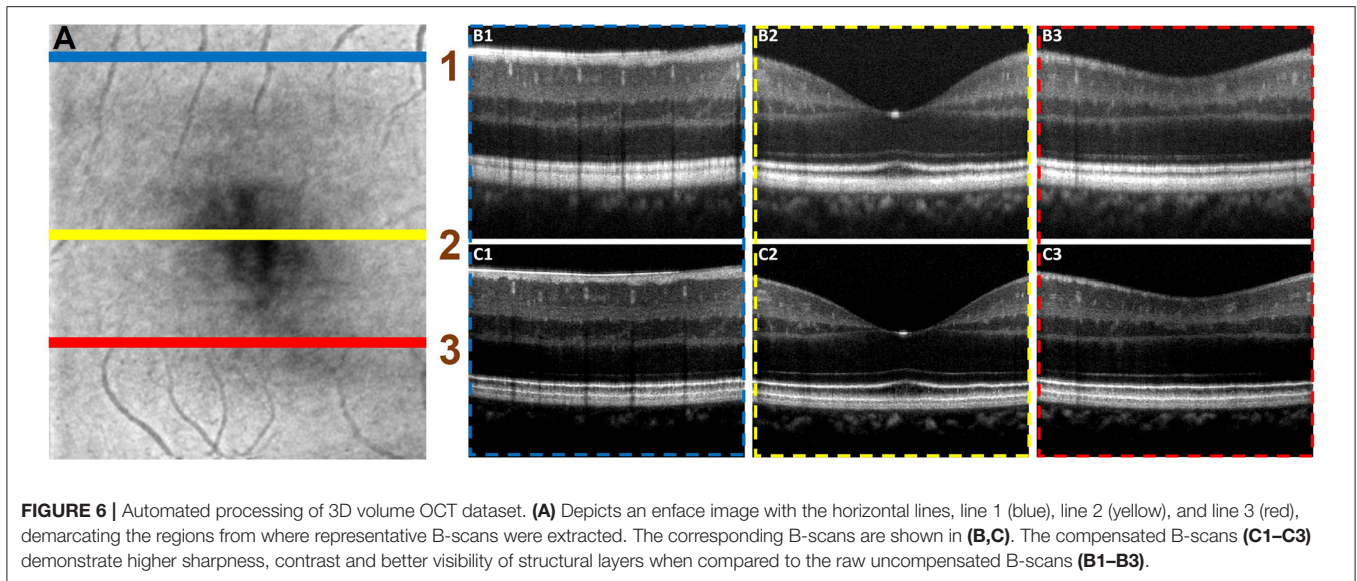 A
1
2
3
B1
B2
B3
C1
C2
C3
FIGURE 6 | Automated processing of 3D volume OCT dataset. (A) Depicts an enface image with the horizontal lines, line 1 (blue), line 2 (yellow), and line 3 (red),
demarcating the regions from where representative B-scans were extracted. The corresponding B-scans are shown in (B,C). The compensated B-scans (C1–C3)
demonstrate higher sharpness, contrast and better visibility of structural layers when compared to the raw uncompensated B-scans (B1–B3).